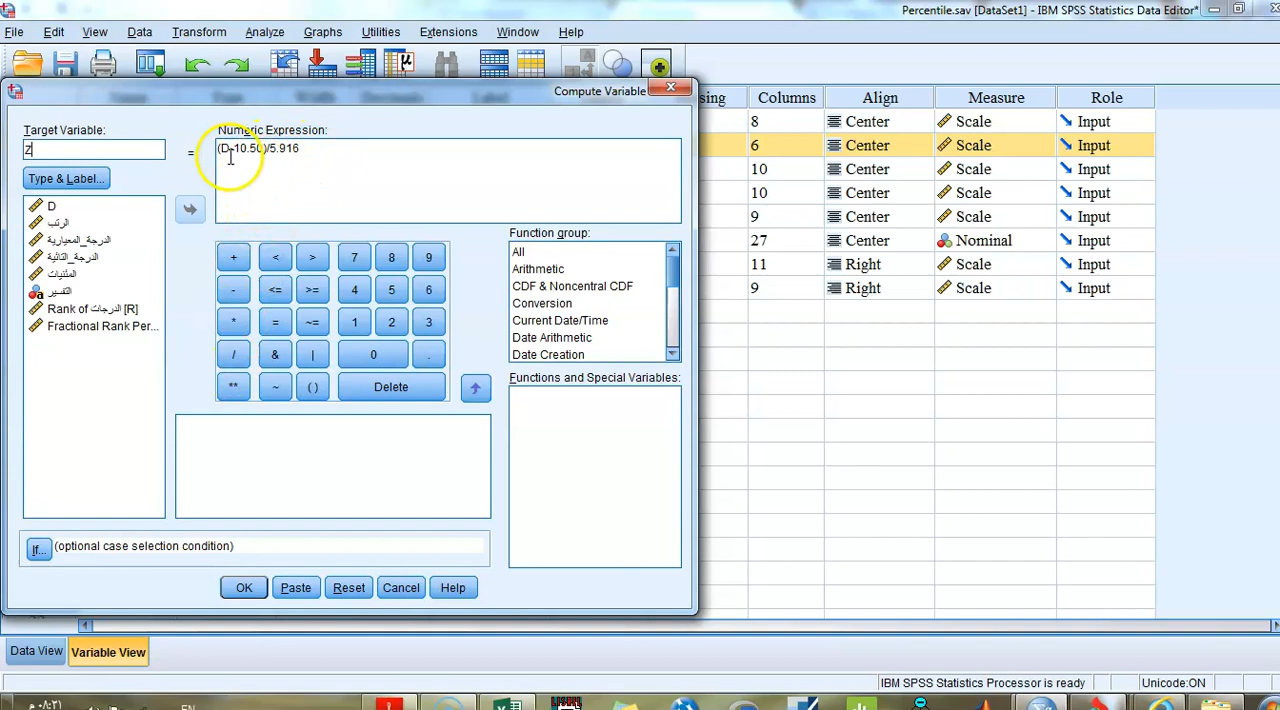 Percentile.sav [DataSet1] - IBM SPSS Statistics Data Editor*
File Edit View Data Transform Analyze Graphs Utilities Extensions Window Help
Compute Variable
Columns Align Measure Role
Target Variable:
Numeric Expression:
Z
=
(D-10.50)/5.916
Type & Label...
D
الرتب
الدرجة_المعيارية
الدرجة_التائية
المئنيات
التفسير
Rank of الدرجات [R]
Fractional Rank Per...
+ < > 7 8 9
- <= >= 4 5 6
* = ~= 1 2 3
/ & | 0 .
** ~ ( ) Delete
Function group:
All
Arithmetic
CDF & Noncentral CDF
Conversion
Current Date/Time
Date Arithmetic
Date Creation
Functions and Special Variables:
If... (optional case selection condition)
OK Paste Reset Cancel Help
8 Center Scale Input
6 Center Scale Input
10 Center Scale Input
10 Center Scale Input
9 Center Scale Input
27 Center Nominal Input
11 Right Scale Input
9 Right Scale Input
Data View Variable View
IBM SPSS Statistics Processor is ready Unicode:ON
EN